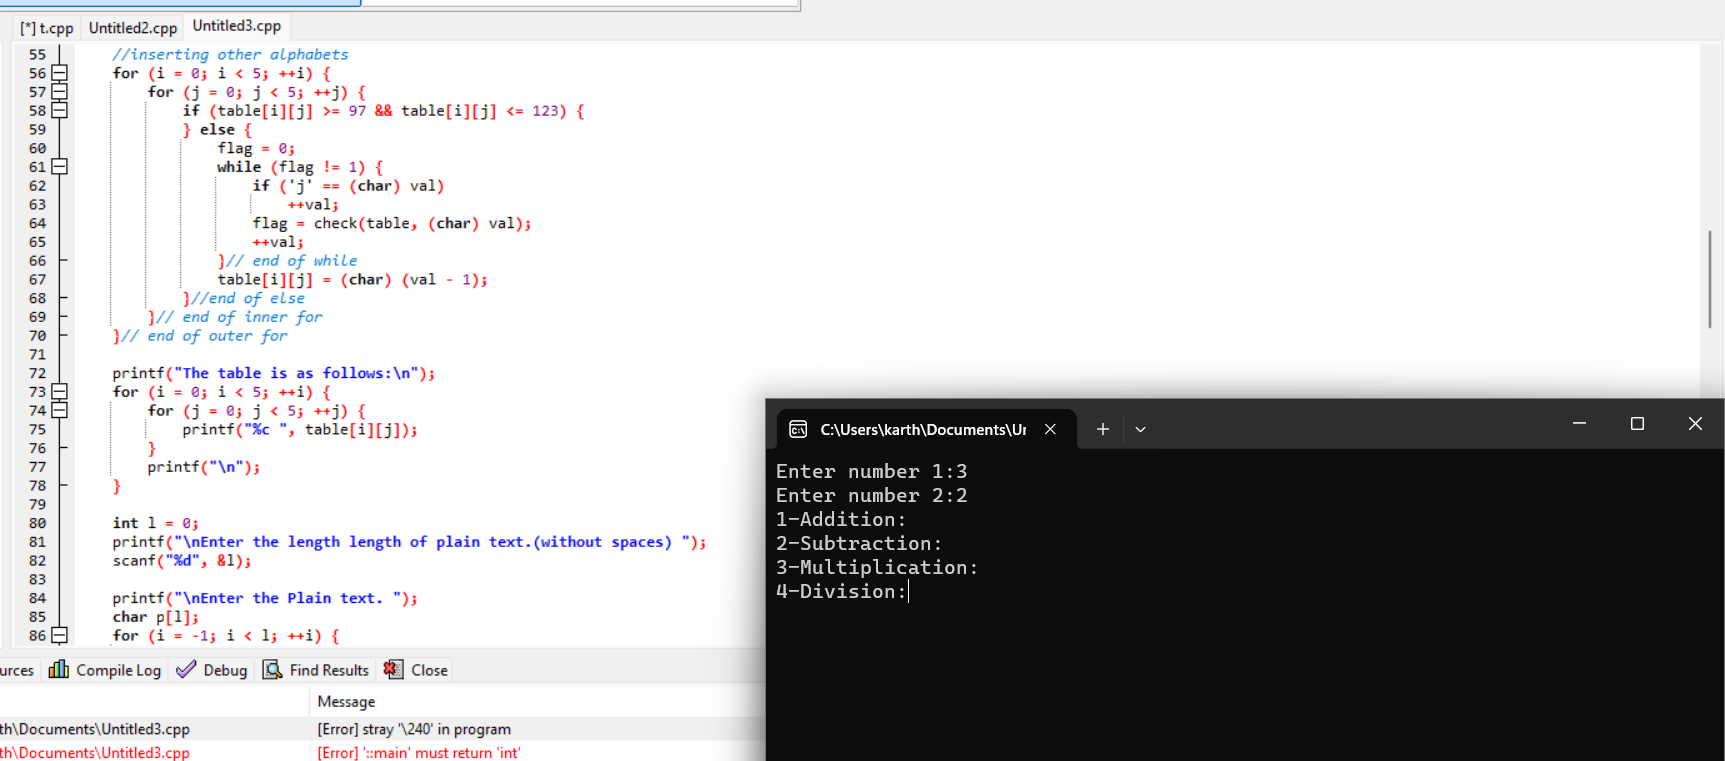 [*] t.cpp Untitled2.cpp Untitled3.cpp
55 //inserting other alphabets
56 for (i = 0; i < 5; ++i) {
57 for (j = 0; j < 5; ++j) {
58 if (table[i][j] >= 97 && table[i][j] <= 123) {
59 } else {
60 flag = 0;
61 while (flag != 1) {
62 if ('j' == (char) val)
63 ++val;
64 flag = check(table, (char) val);
65 ++val;
66 }// end of while
67 table[i][j] = (char) (val - 1);
68 }//end of else
69 }// end of inner for
70 }// end of outer for
71
72 printf("The table is as follows:\n");
73 for (i = 0; i < 5; ++i) {
74 for (j = 0; j < 5; ++j) {
75 printf("%c ", table[i][j]);
76 }
77 printf("\n");
78 }
79
80 int l = 0;
81 printf("\nEnter the length length of plain text.(without spaces) ");
82 scanf("%d", &l);
83
84 printf("\nEnter the Plain text. ");
85 char p[l];
86 for (i = -1; i < l; ++i) {
urces Compile Log Debug Find Results Close
Message
th\Documents\Untitled3.cpp [Error] stray '\240' in program
th\Documents\Untitled3.cpp [Error] '::main' must return 'int'
C:\Users\karth\Documents\Ur
Enter number 1:3
Enter number 2:2
1-Addition:
2-Subtraction:
3-Multiplication:
4-Division: